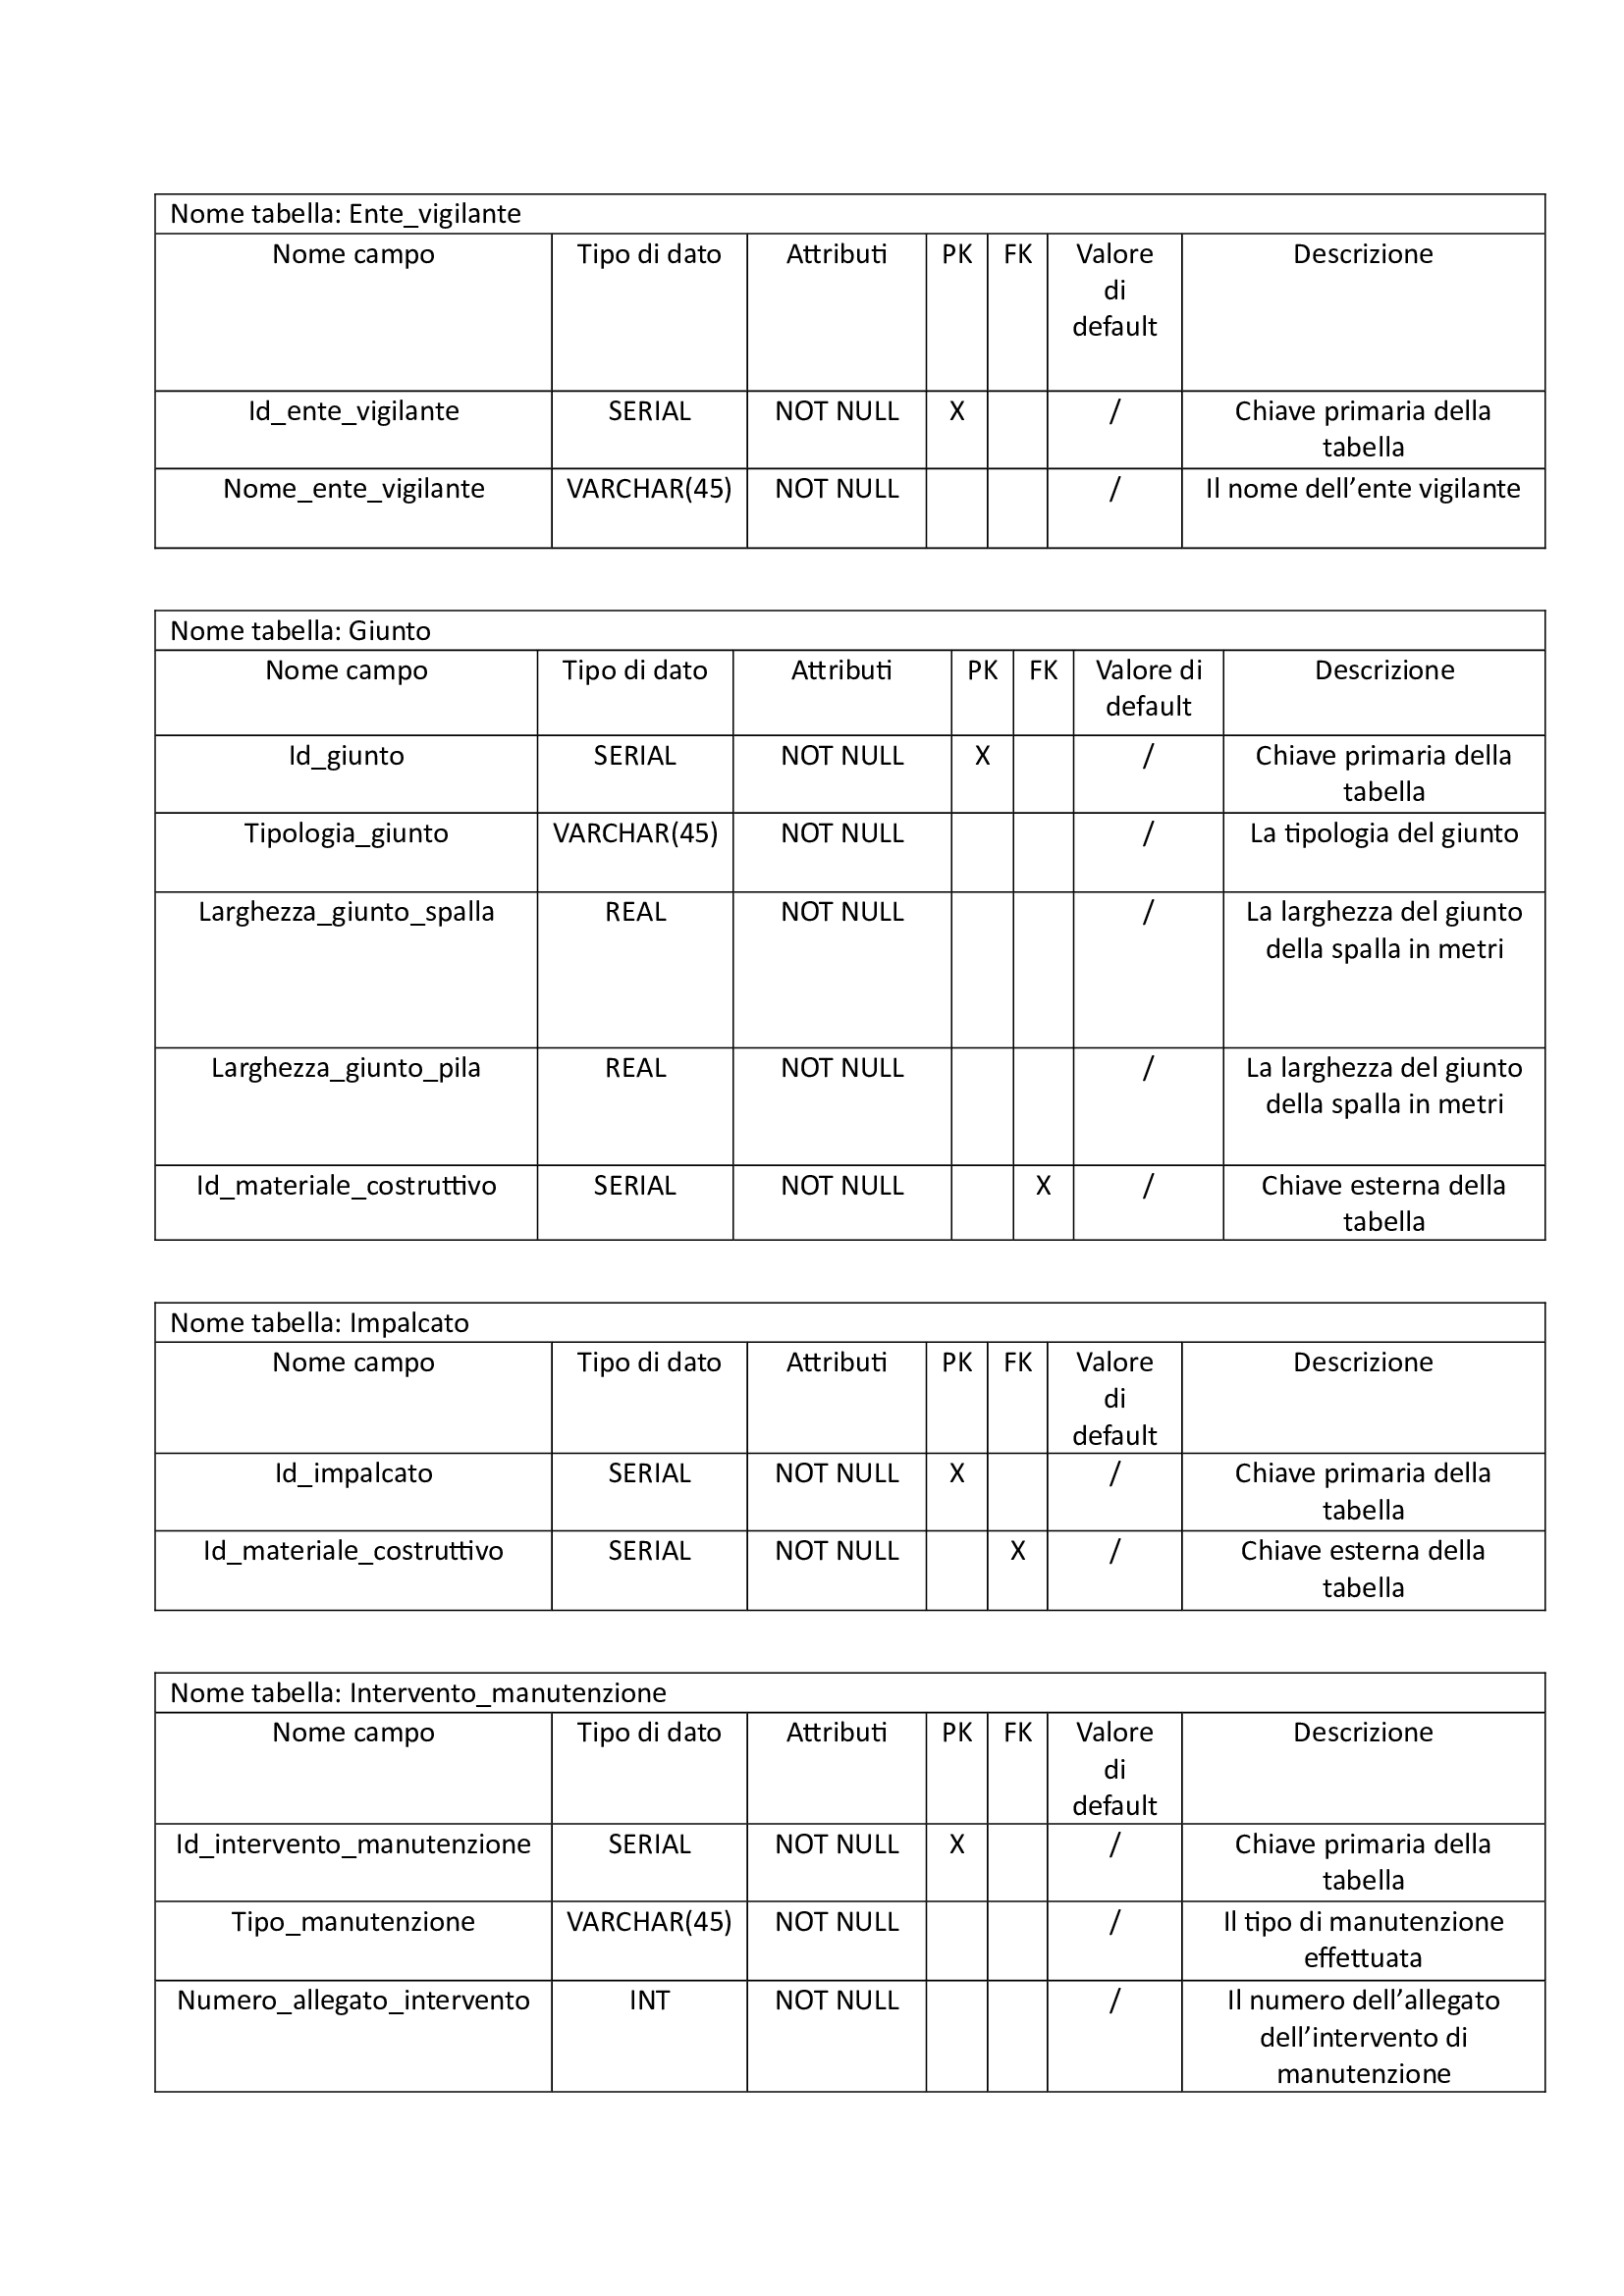 Nome tabella: Ente_vigilante
Nome campo Tipo di dato Attributi PK FK Valore
di
default Descrizione
Id_ente_vigilante SERIAL NOT NULL X / Chiave primaria della
tabella
Nome_ente_vigilante VARCHAR(45) NOT NULL / Il nome dell’ente vigilante
Nome tabella: Giunto
Nome campo Tipo di dato Attributi PK FK Valore di
default Descrizione
Id_giunto SERIAL NOT NULL X / Chiave primaria della
tabella
Tipologia_giunto VARCHAR(45) NOT NULL / La tipologia del giunto
Larghezza_giunto_spalla REAL NOT NULL / La larghezza del giunto
della spalla in metri
Larghezza_giunto_pila REAL NOT NULL / La larghezza del giunto
della spalla in metri
Id_materiale_costruttivo SERIAL NOT NULL X / Chiave esterna della
tabella
Nome tabella: Impalcato
Nome campo Tipo di dato Attributi PK FK Valore
di
default Descrizione
Id_impalcato SERIAL NOT NULL X / Chiave primaria della
tabella
Id_materiale_costruttivo SERIAL NOT NULL X / Chiave esterna della
tabella
Nome tabella: Intervento_manutenzione
Nome campo Tipo di dato Attributi PK FK Valore
di
default Descrizione
Id_intervento_manutenzione SERIAL NOT NULL X / Chiave primaria della
tabella
Tipo_manutenzione VARCHAR(45) NOT NULL / Il tipo di manutenzione
effettuata
Numero_allegato_intervento INT NOT NULL / Il numero dell’allegato
dell’intervento di
manutenzione